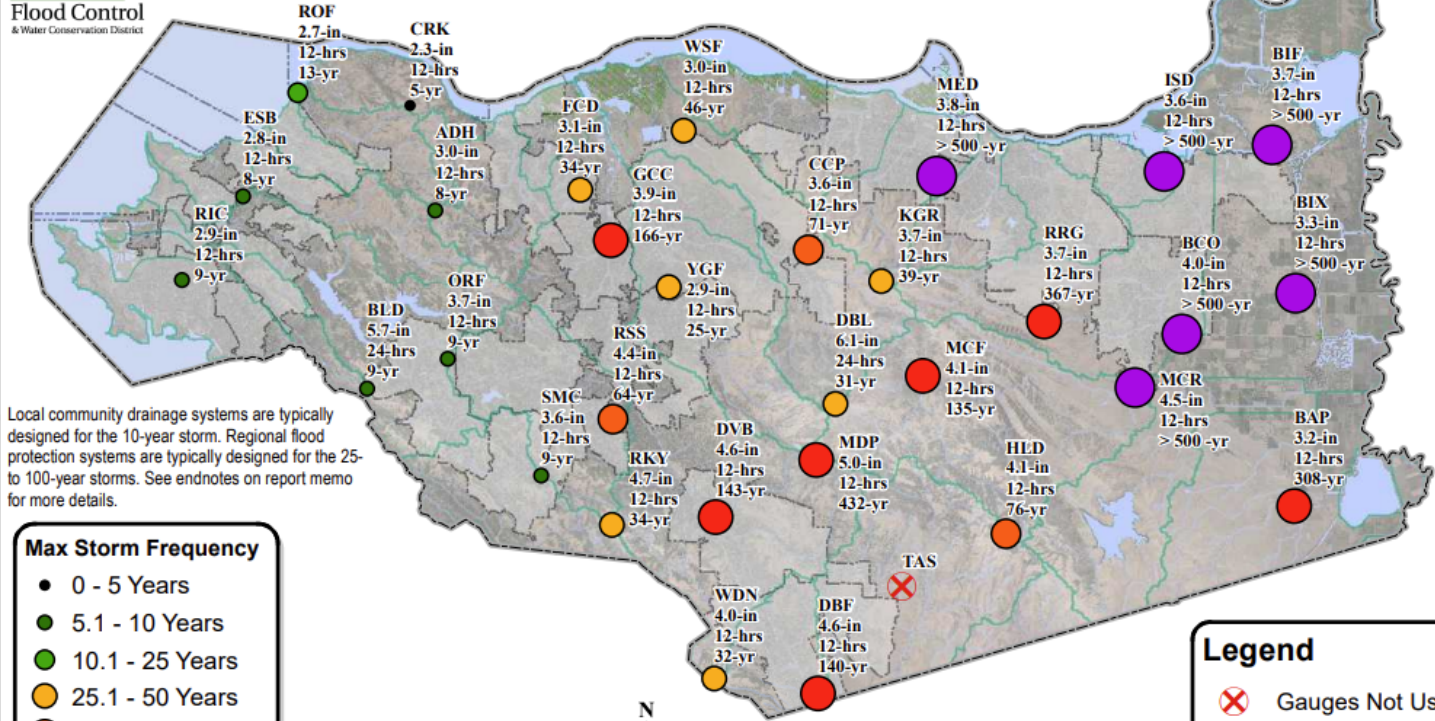 Flood Control
& Water Conservation District
ROF
2.7-in
12-hrs
13-yr
CRK
2.3-in
12-hrs
5-yr
ESB
2.8-in
12-hrs
8-yr
ADH
3.0-in
12-hrs
8-yr
FCD
3.1-in
12-hrs
34-yr
WSF
3.0-in
12-hrs
46-yr
MED
3.8-in
12-hrs
> 500 -yr
ISD
3.6-in
12-hrs
> 500 -yr
BIF
3.7-in
12-hrs
> 500 -yr
RIC
2.9-in
12-hrs
9-yr
GCC
3.9-in
12-hrs
166-yr
CCP
3.6-in
12-hrs
71-yr
KGR
3.7-in
12-hrs
39-yr
RRG
3.7-in
12-hrs
367-yr
BCO
4.0-in
12-hrs
> 500 -yr
BIX
3.3-in
12-hrs
> 500 -yr
BLD
5.7-in
24-hrs
9-yr
ORF
3.7-in
12-hrs
9-yr
YGF
2.9-in
12-hrs
25-yr
RSS
4.4-in
12-hrs
64-yr
DBL
6.1-in
24-hrs
31-yr
MCF
4.1-in
12-hrs
135-yr
MCR
4.5-in
12-hrs
> 500 -yr
SMC
3.6-in
12-hrs
9-yr
RKY
4.7-in
12-hrs
34-yr
DVB
4.6-in
12-hrs
143-yr
MDP
5.0-in
12-hrs
432-yr
HLD
4.1-in
12-hrs
76-yr
BAP
3.2-in
12-hrs
308-yr
TAS
WDN
4.0-in
12-hrs
32-yr
DBF
4.6-in
12-hrs
140-yr
Local community drainage systems are typically
designed for the 10-year storm. Regional flood
protection systems are typically designed for the 25-
to 100-year storms. See endnotes on report memo
for more details.
Max Storm Frequency
0 - 5 Years
5.1 - 10 Years
10.1 - 25 Years
25.1 - 50 Years
N
Legend
Gauges Not Us